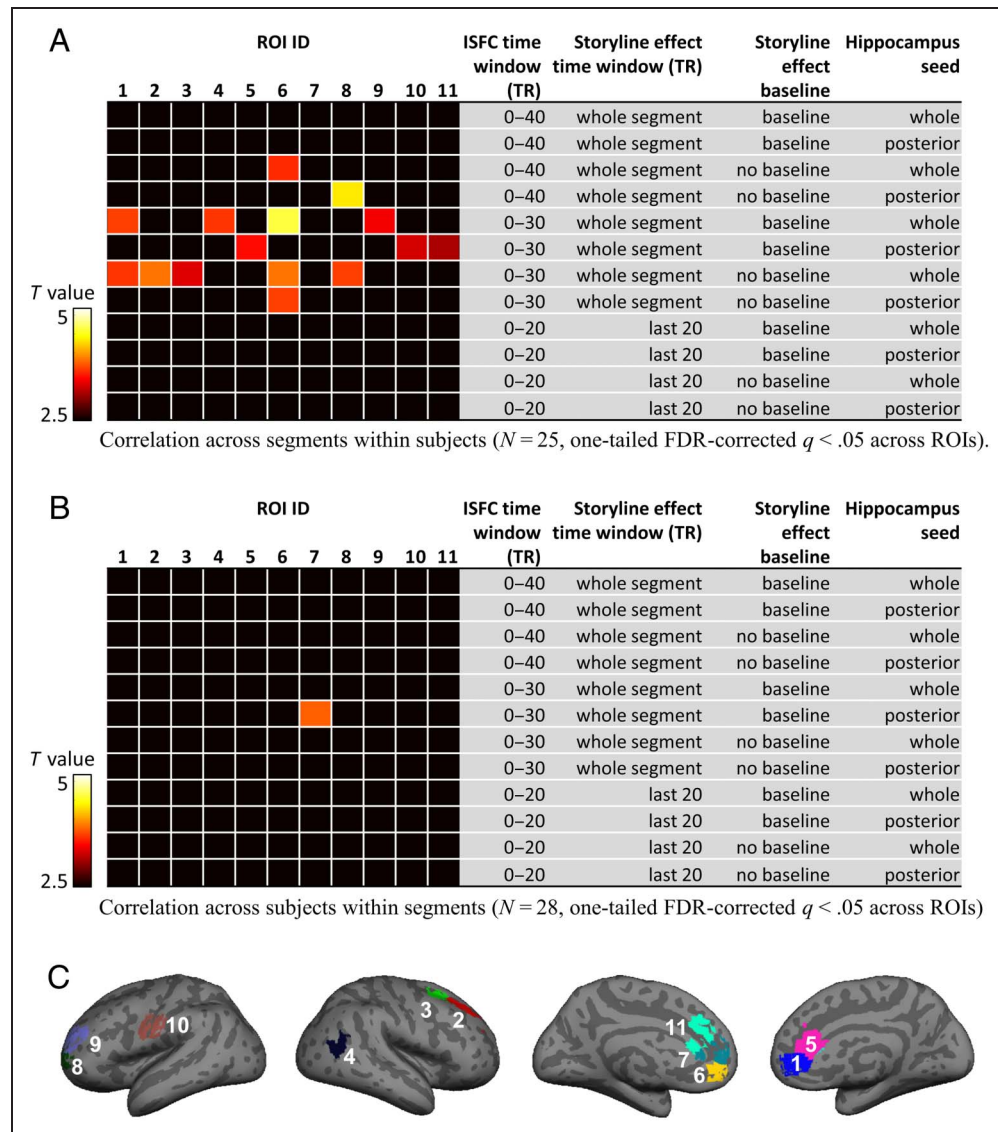 A
ROI ID
ISFC time window (TR)
Storyline effect time window (TR)
Storyline effect baseline
Hippocampus seed
1 2 3 4 5 6 7 8 9 10 11
0–40 whole segment baseline whole
0–40 whole segment baseline posterior
0–40 whole segment no baseline whole
0–40 whole segment no baseline posterior
0–30 whole segment baseline whole
0–30 whole segment baseline posterior
0–30 whole segment no baseline whole
0–30 whole segment no baseline posterior
0–20 last 20 baseline whole
0–20 last 20 baseline posterior
0–20 last 20 no baseline whole
0–20 last 20 no baseline posterior
T value
5
2.5
Correlation across segments within subjects (N = 25, one-tailed FDR-corrected q < .05 across ROIs).
B
ROI ID
ISFC time window (TR)
Storyline effect time window (TR)
Storyline effect baseline
Hippocampus seed
1 2 3 4 5 6 7 8 9 10 11
0–40 whole segment baseline whole
0–40 whole segment baseline posterior
0–40 whole segment no baseline whole
0–40 whole segment no baseline posterior
0–30 whole segment baseline whole
0–30 whole segment baseline posterior
0–30 whole segment no baseline whole
0–30 whole segment no baseline posterior
0–20 last 20 baseline whole
0–20 last 20 baseline posterior
0–20 last 20 no baseline whole
0–20 last 20 no baseline posterior
T value
5
2.5
Correlation across subjects within segments (N = 28, one-tailed FDR-corrected q < .05 across ROIs)
C
9
8
10
3
2
4
11
7
6
5
1